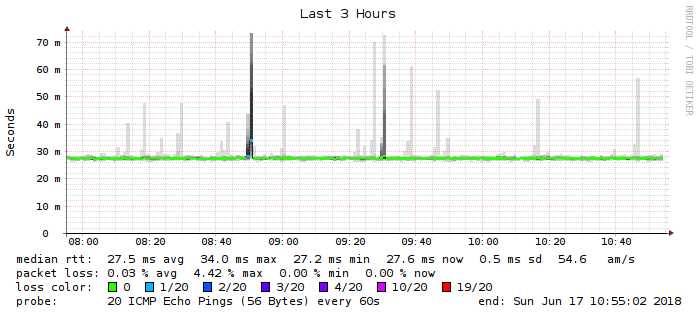 Last 3 Hours
RRDTOOL / TOBI OETIKER
Seconds
70 m
60 m
50 m
40 m
30 m
20 m
10 m
0
08:00 08:20 08:40 09:00 09:20 09:40 10:00 10:20 10:40
median rtt: 27.5 ms avg 34.0 ms max 27.2 ms min 27.6 ms now 0.5 ms sd 54.6 am/s
packet loss: 0.03 % avg 4.42 % max 0.00 % min 0.00 % now
loss color: 0 1/20 2/20 3/20 4/20 10/20 19/20
probe: 20 ICMP Echo Pings (56 Bytes) every 60s end: Sun Jun 17 10:55:02 2018